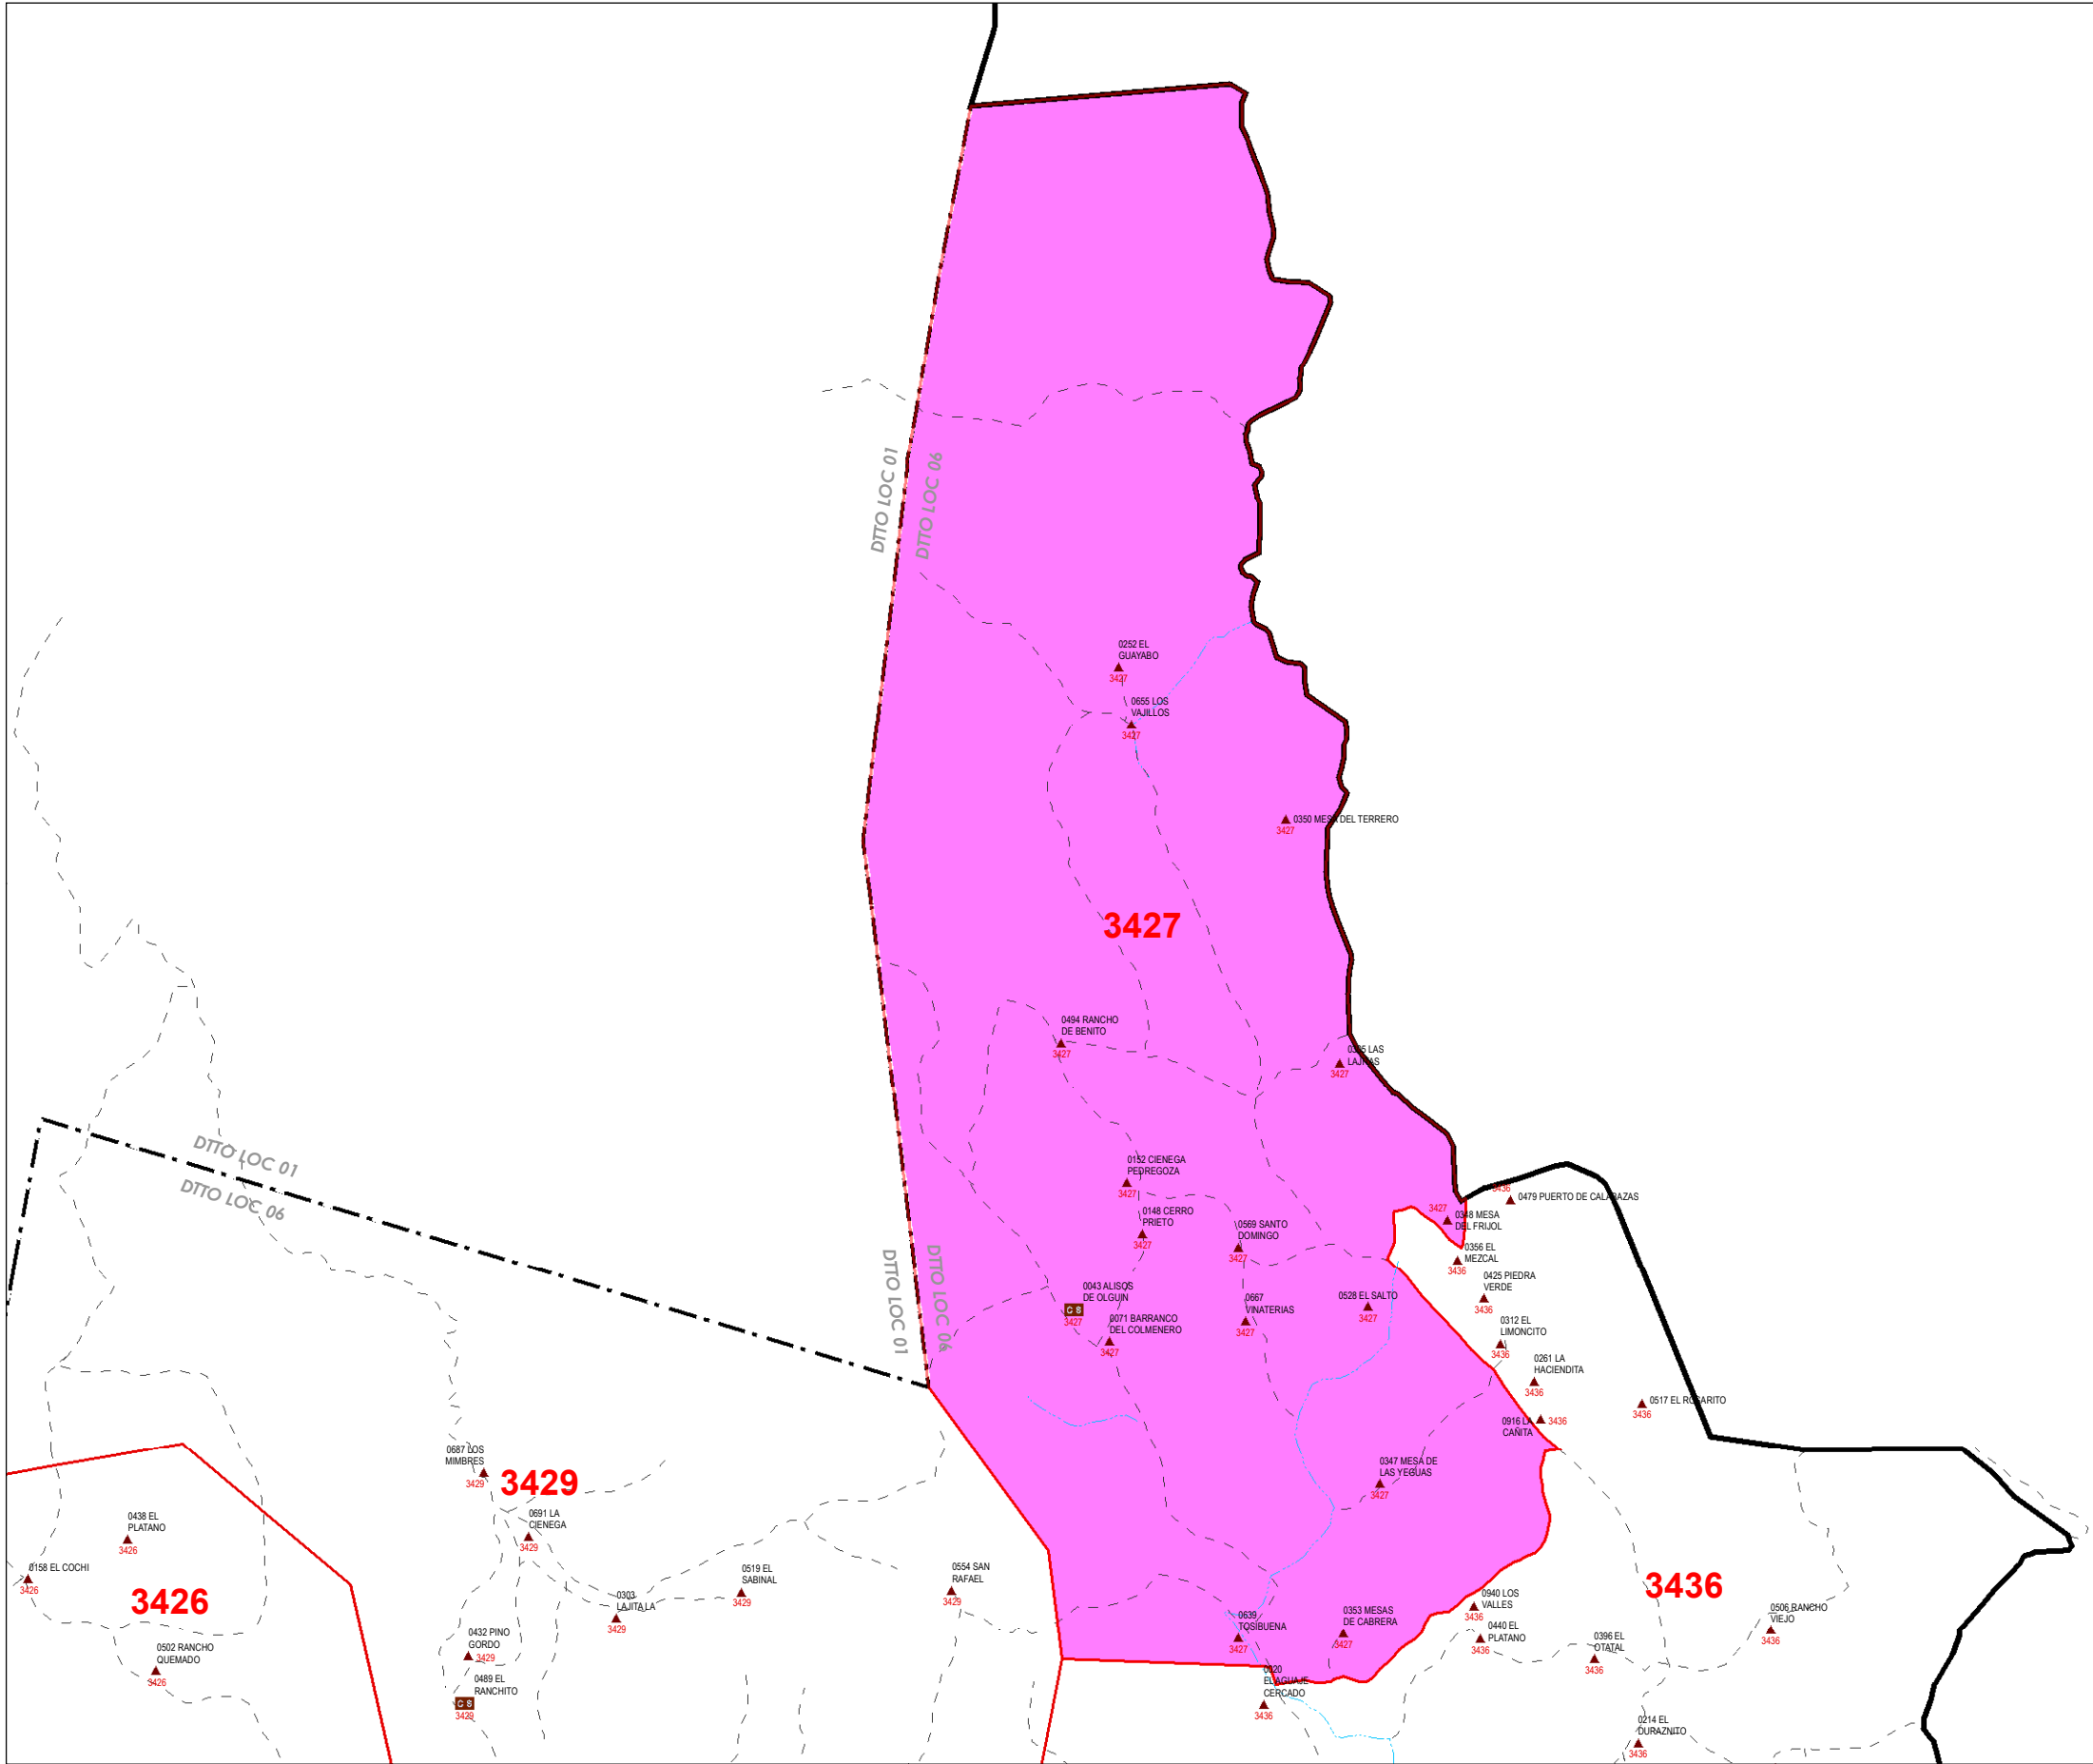 DTTO LOC 01
DTTO LOC 06
0252 EL
GUAYABO
3427
0655 LOS
VAJILLOS
3427
0350 MESA DEL TERRERO
3427
3427
0494 RANCHO
DE BENITO
3427
LAS
3427
DTTO LOC 01
DTTO LOC 06
0152 CIENEGA
PEDREGOZA
3427
0148 CERRO
PRIETO
3427
0569 SANTO
DOMINGO
3427
3436
0479 PUERTO DE CALABAZAS
3427
0348 MESA
DEL FRIJOL
0356 EL
MEZCAL
3436
0425 PIEDRA
VERDE
3436
DTTO LOC 01
DTTO LOC 06
0043 ALISOS
DE OLGUIN
C S
3427
0071 BARRANCO
DEL COLMENERO
3427
0667
VINATERIAS
3427
0528 EL SALTO
3427
0312 EL
LIMONCITO
3436
0261 LA
HACIENDITA
3436
0517 EL ROSARITO
3436
0916 LA
CAÑITA
3436
0687 LOS
MIMBRES
3429
3429
0347 MESA DE
LAS YEGUAS
3427
0438 EL
PLATANO
3426
0691 LA
CIENEGA
3429
0158 EL COCHI
3426
3426
0519 EL
SABINAL
3429
0554 SAN
RAFAEL
3429
3436
0303
LAJITALA
3429
0940 LOS
VALLES
3436
0639
TOSIBUENA
3427
0353 MESAS
DE CABRERA
3427
0440 EL
PLATANO
3436
0506 RANCHO
VIEJO
3436
0396 EL
OTATAL
3436
0502 RANCHO
QUEMADO
3426
0432 PINO
GORDO
3429
0489 EL
RANCHITO
C S
3429
0020
EL AGUAJE
CERCADO
3436
0214 EL
DURAZNITO
3436